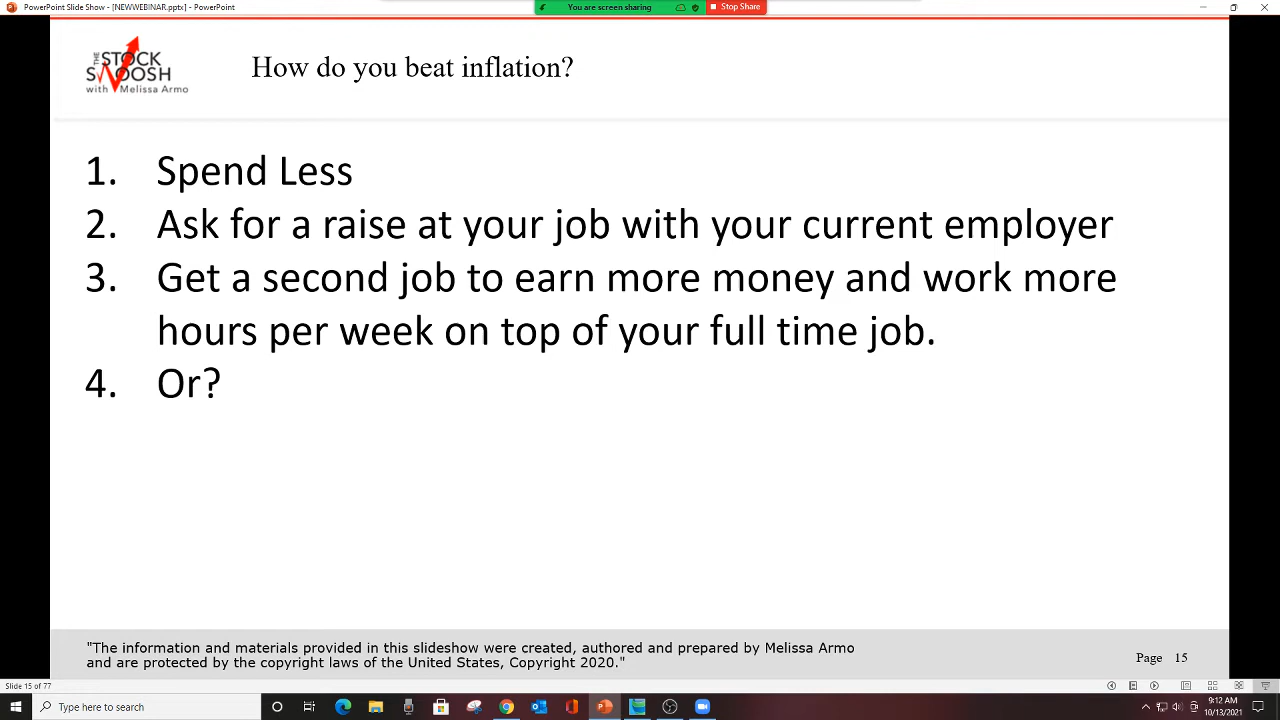 PowerPoint Slide Show - [NEWWEBINAR.pptx] - PowerPoint
You are screen sharing
Stop Share
THE
STOCK
SWOOSH
with Melissa Armo
How do you beat inflation?
1. Spend Less
2. Ask for a raise at your job with your current employer
3. Get a second job to earn more money and work more
hours per week on top of your full time job.
4. Or?
"The information and materials provided in this slideshow were created, authored and prepared by Melissa Armo
and are protected by the copyright laws of the United States, Copyright 2020."
Page 15
Slide 15 of 77
Type here to search
9:12 AM
10/13/2021